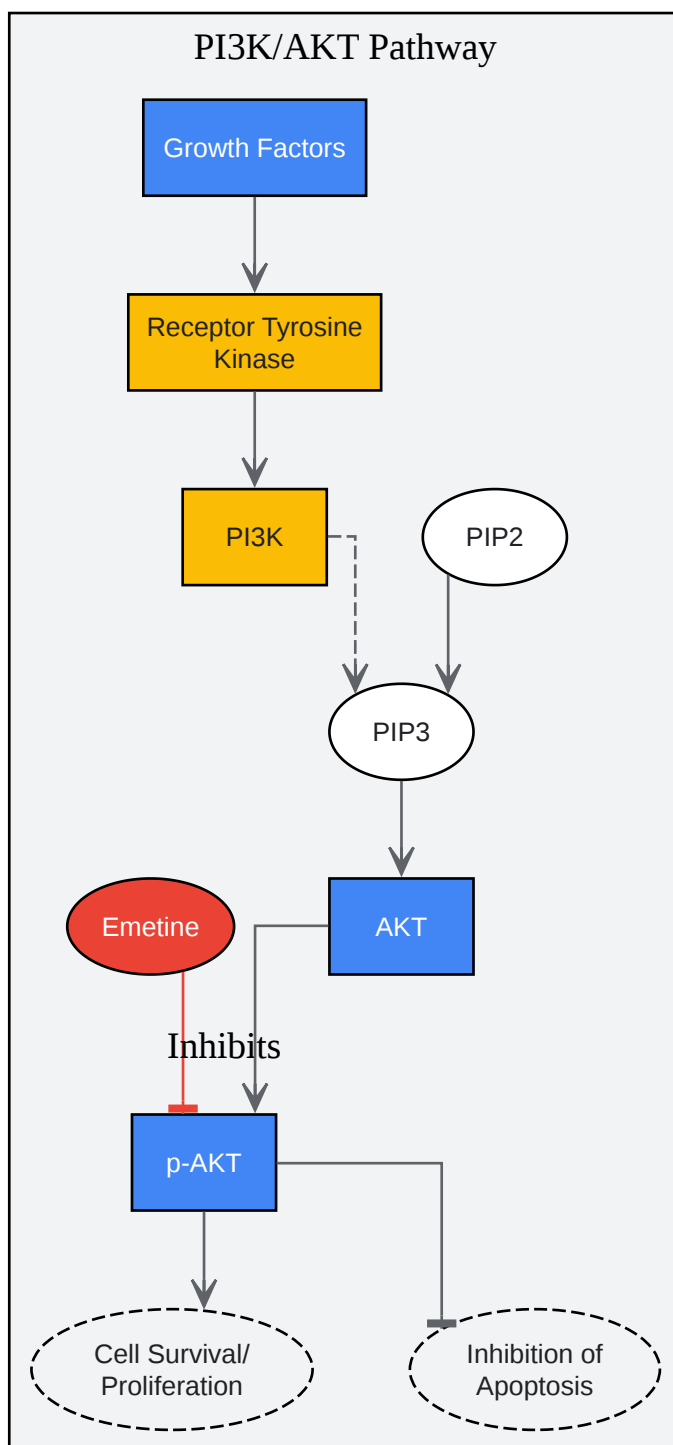 PI3K/AKT Pathway
Growth Factors
Receptor Tyrosine
Kinase
PI3K
PIP2
PIP3
Emetine
AKT
Inhibits
p-AKT
Cell Survival/
Proliferation
Inhibition of
Apoptosis